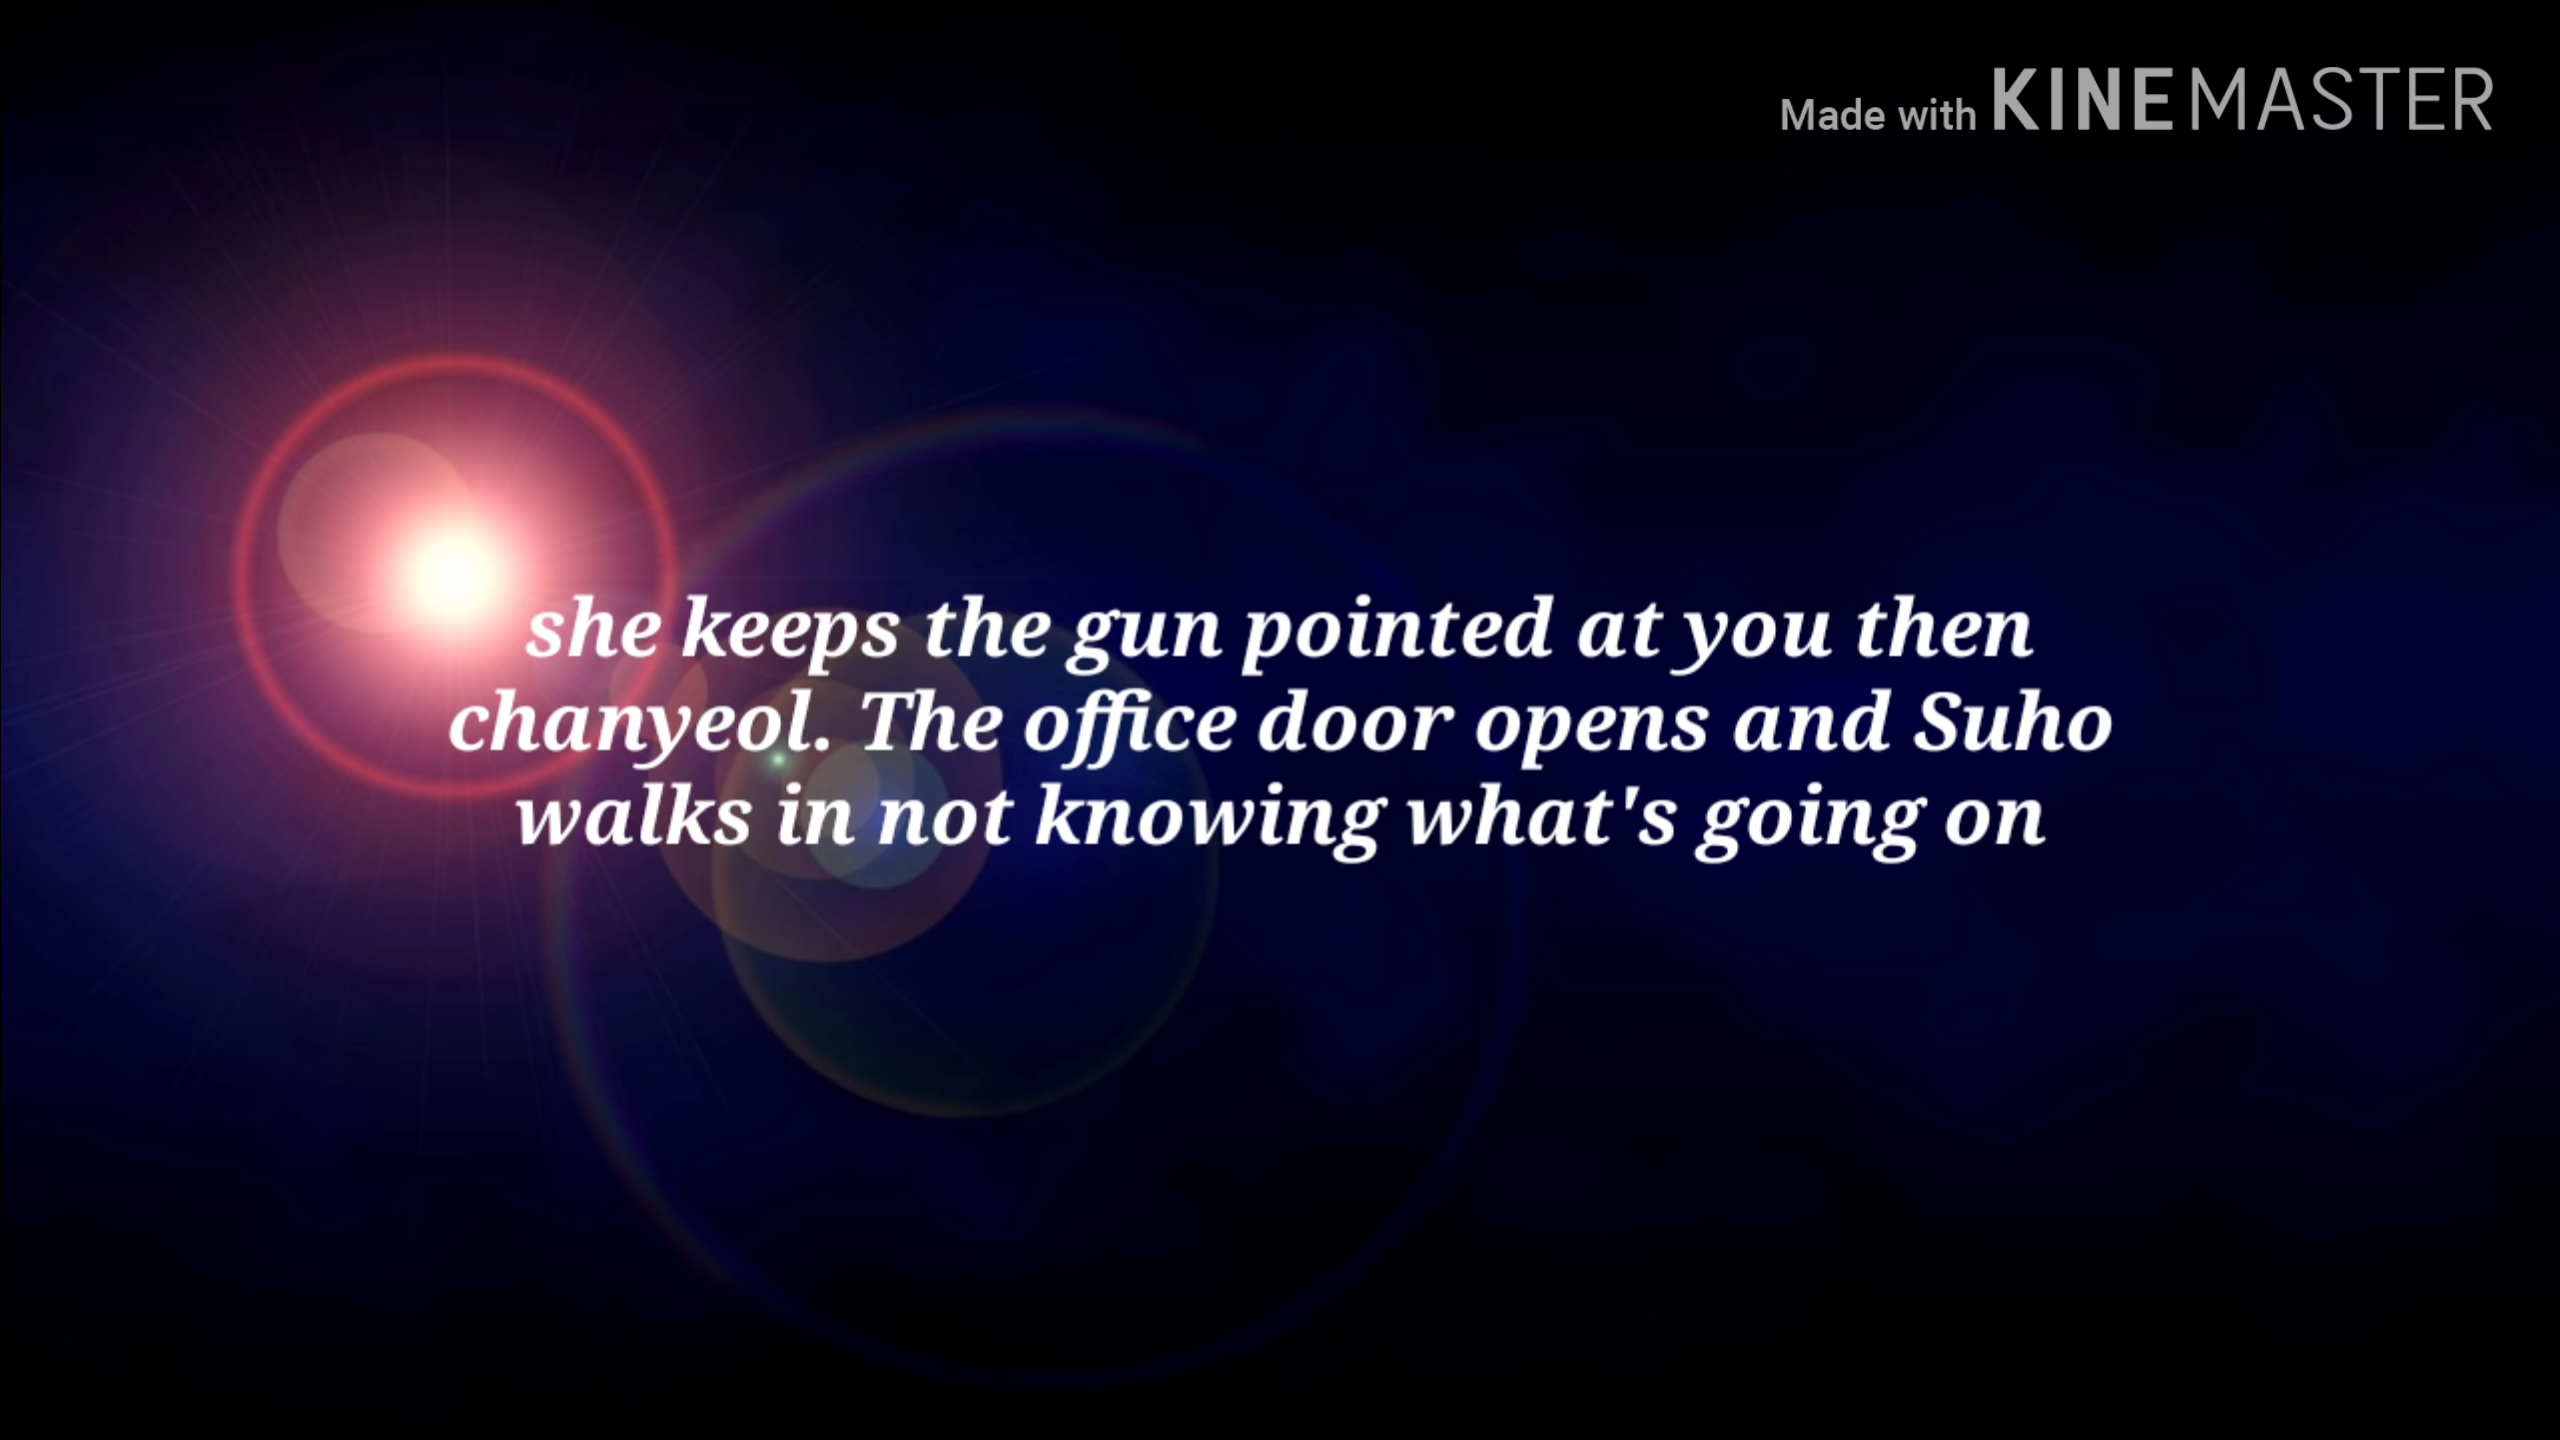 Made with KINEMASTER
she keeps the gun pointed at you then
chanyeol. The office door opens and Suho
walks in not knowing what's going on